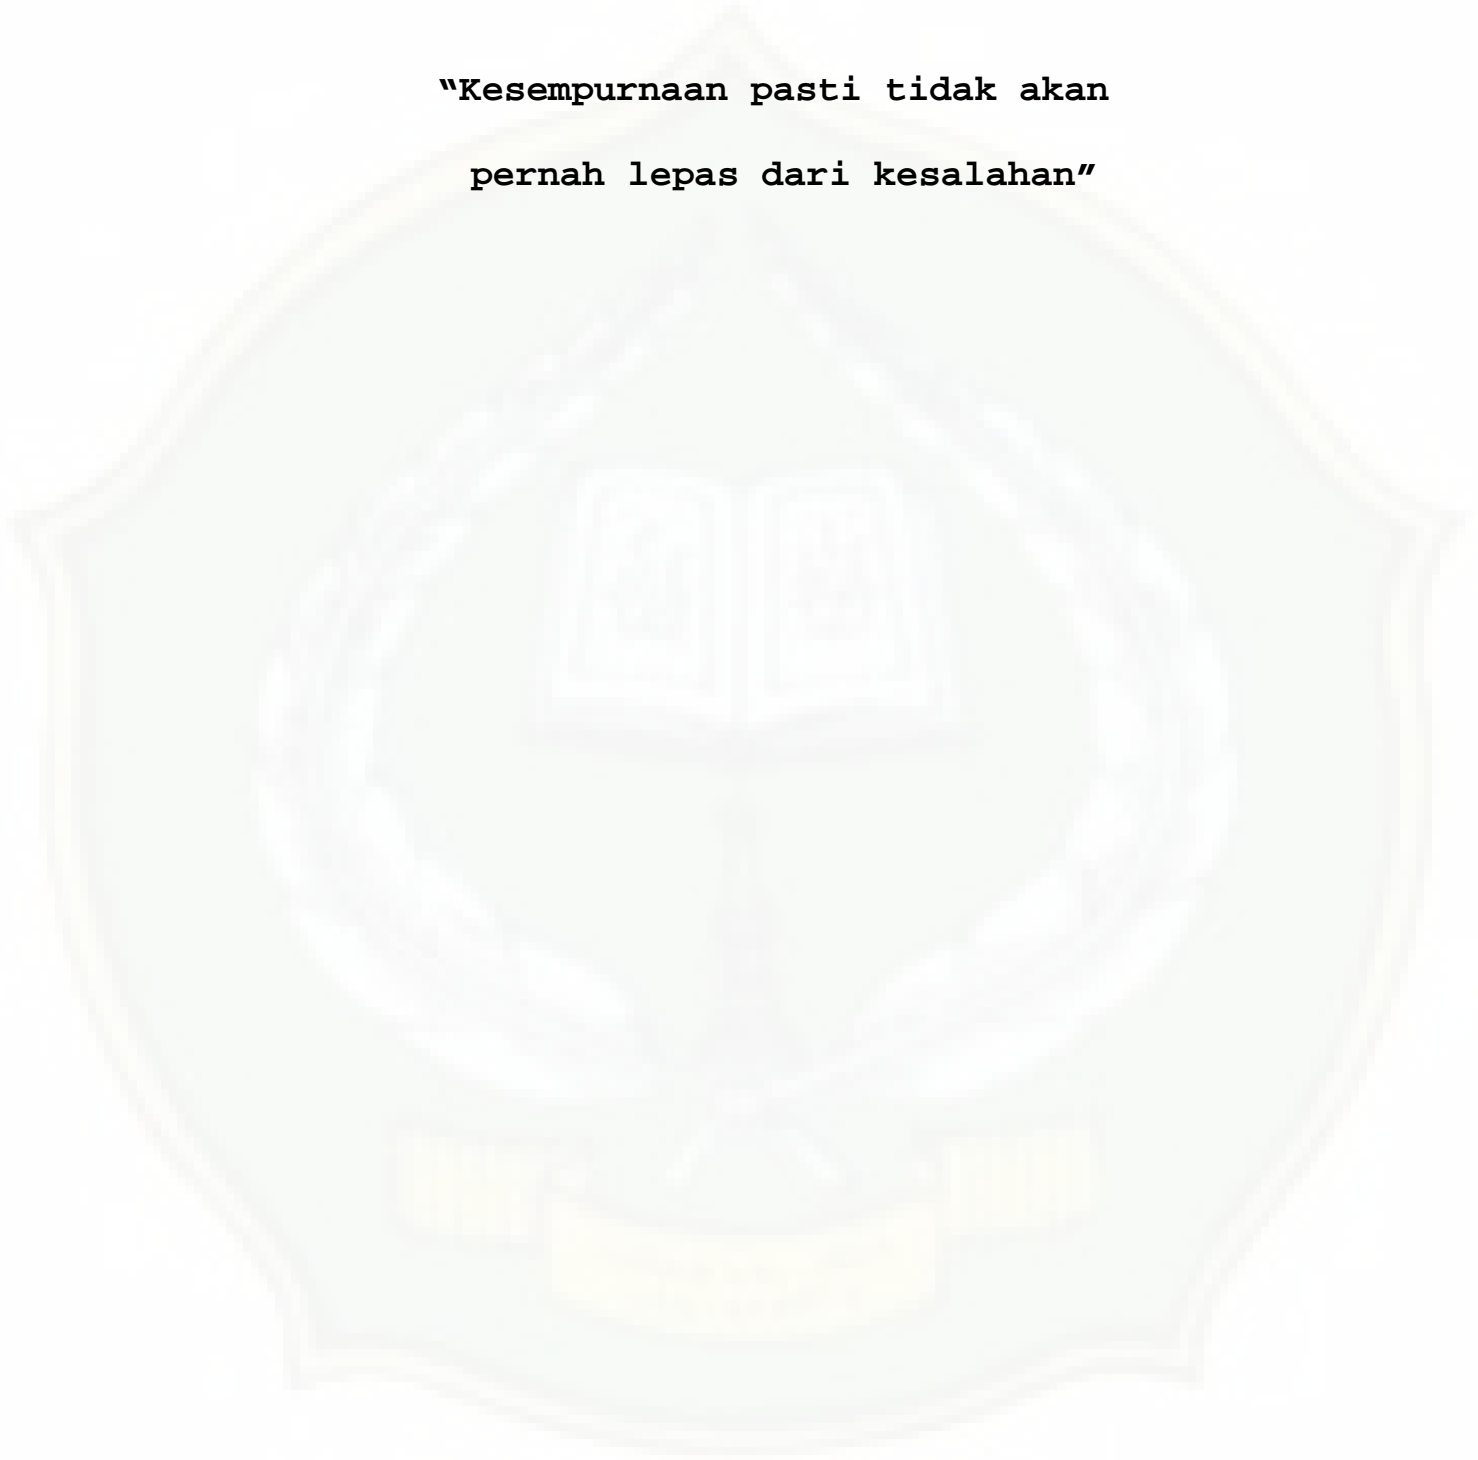 “Kesempurnaan pasti tidak akan
pernah lepas dari kesalahan”